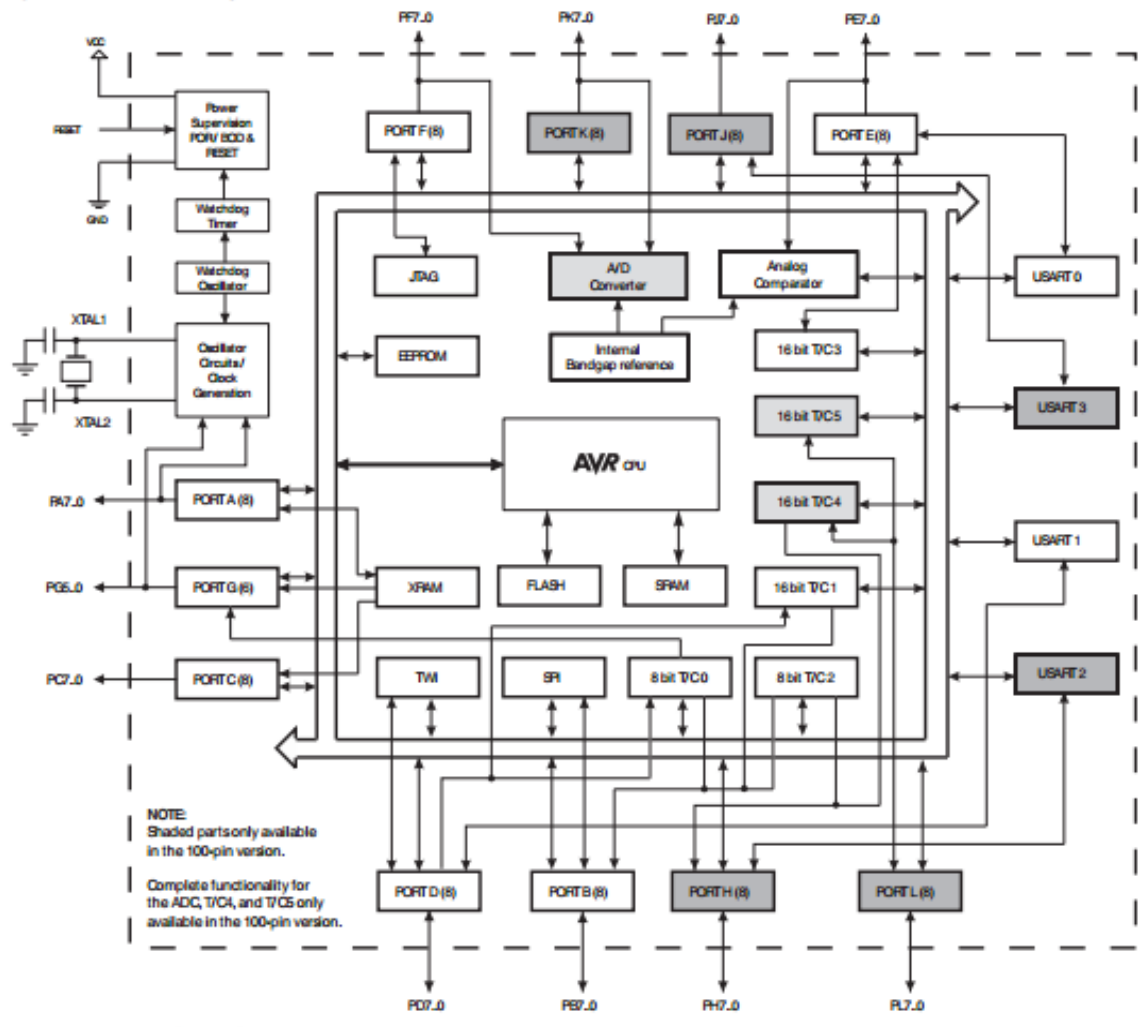 PF7..0
PK7..0
PJ7..0
PE7..0
VCC
RESET
GND
Power
Supervision
POR/ BOD &
RESET
PORT F (8)
PORT K (8)
PORT J (8)
PORT E (8)
Watchdog
Timer
Watchdog
Oscillator
JTAG
A/D
Converter
Analog
Comparator
USART 0
XTAL1
XTAL2
Oscillator
Circuits /
Clock
Generation
EEPROM
Internal
Bandgap reference
16 bit T/C3
16 bit T/C5
USART 3
AVR CPU
PA7..0
PORT A (8)
16 bit T/C4
USART 1
PG5..0
PORT G (6)
XRAM
FLASH
SRAM
16 bit T/C1
PC7..0
PORT C (8)
TWI
SPI
8 bit T/C0
8 bit T/C2
USART 2
NOTE:
Shaded parts only available
in the 100-pin version.
Complete functionality for
the ADC, T/C4, and T/C5 only
available in the 100-pin version.
PORT D (8)
PORT B (8)
PORT H (8)
PORT L (8)
PD7..0
PB7..0
PH7..0
PL7..0